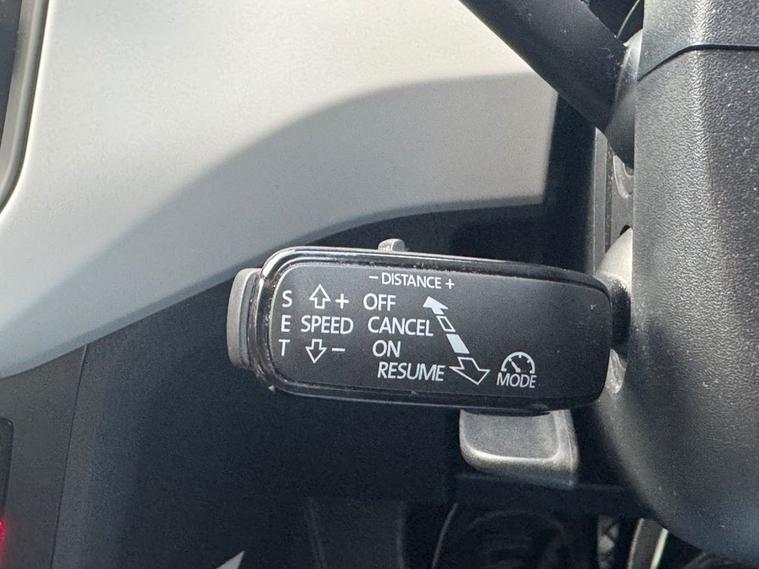 − DISTANCE +
S + OFF
E SPEED CANCEL
T − ON
RESUME
MODE